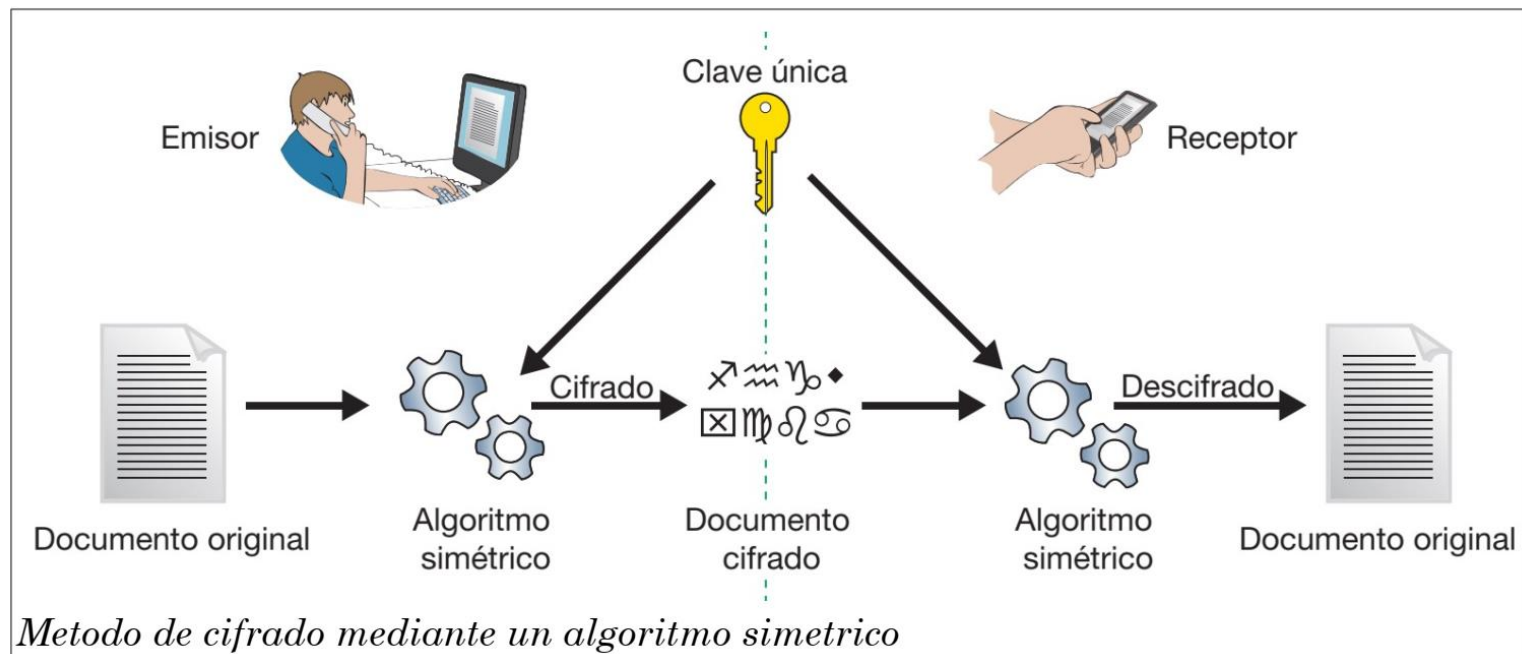 Clave única
Emisor
Receptor
Cifrado
Descifrado
Documento original
Algoritmo
simétrico
Documento
cifrado
Algoritmo
simétrico
Documento original
Metodo de cifrado mediante un algoritmo simetrico